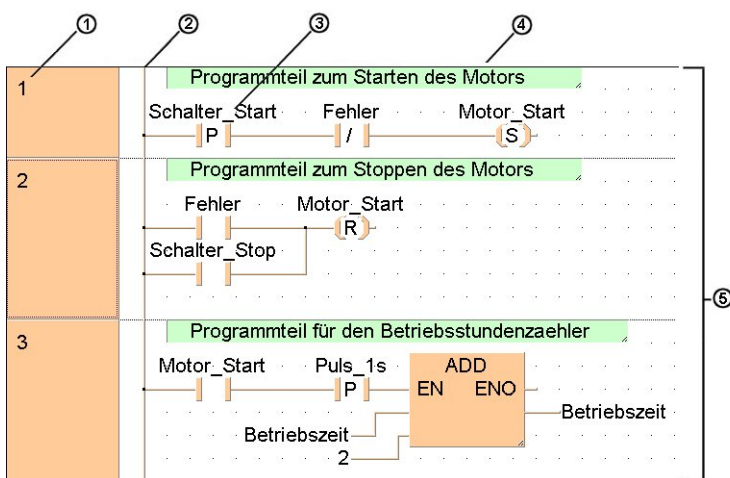 ① ② ③ ④
Programmteil zum Starten des Motors
1
Schalter_Start Fehler Motor_Start
P / S
Programmteil zum Stoppen des Motors
2
Fehler Motor_Start
R
Schalter_Stop
⑤
Programmteil für den Betriebsstundenzaehler
3
Motor_Start Puls_1s ADD
P EN ENO
Betriebszeit
Betriebszeit
2